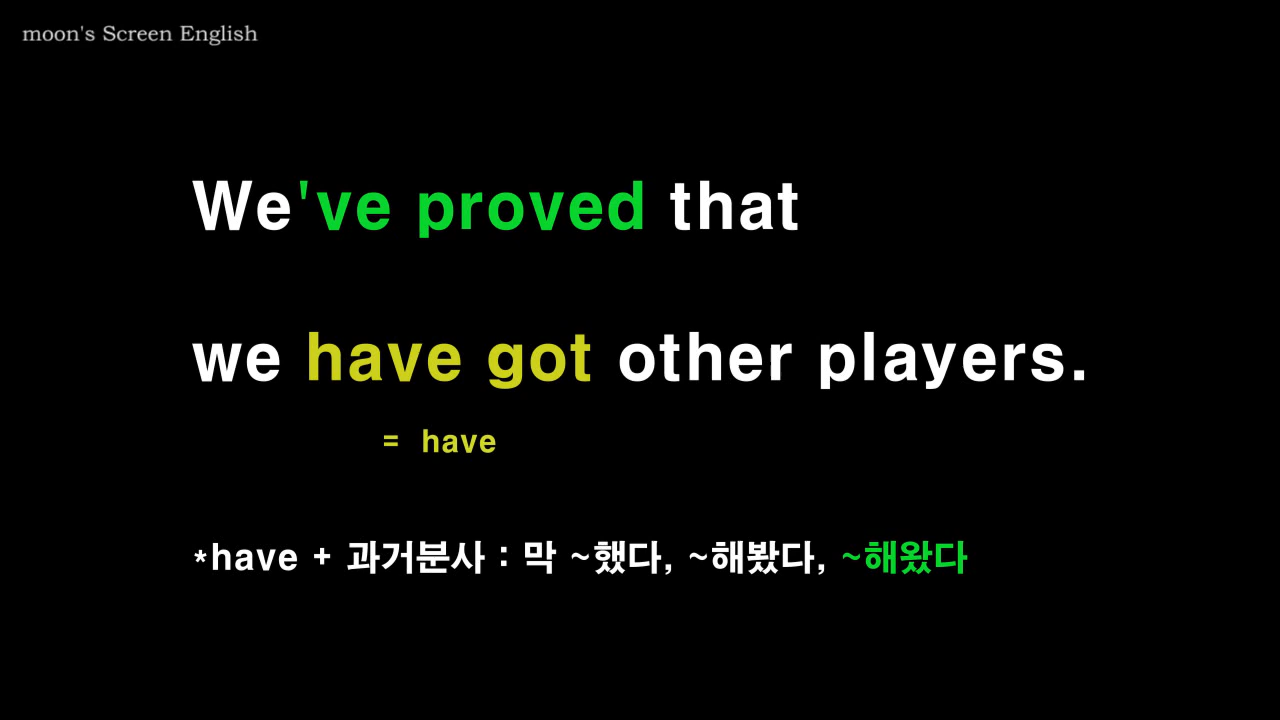 moon's Screen English
We've proved that
we have got other players.
= have
*have + 과거분사 : 막 ~했다, ~해봤다, ~해왔다